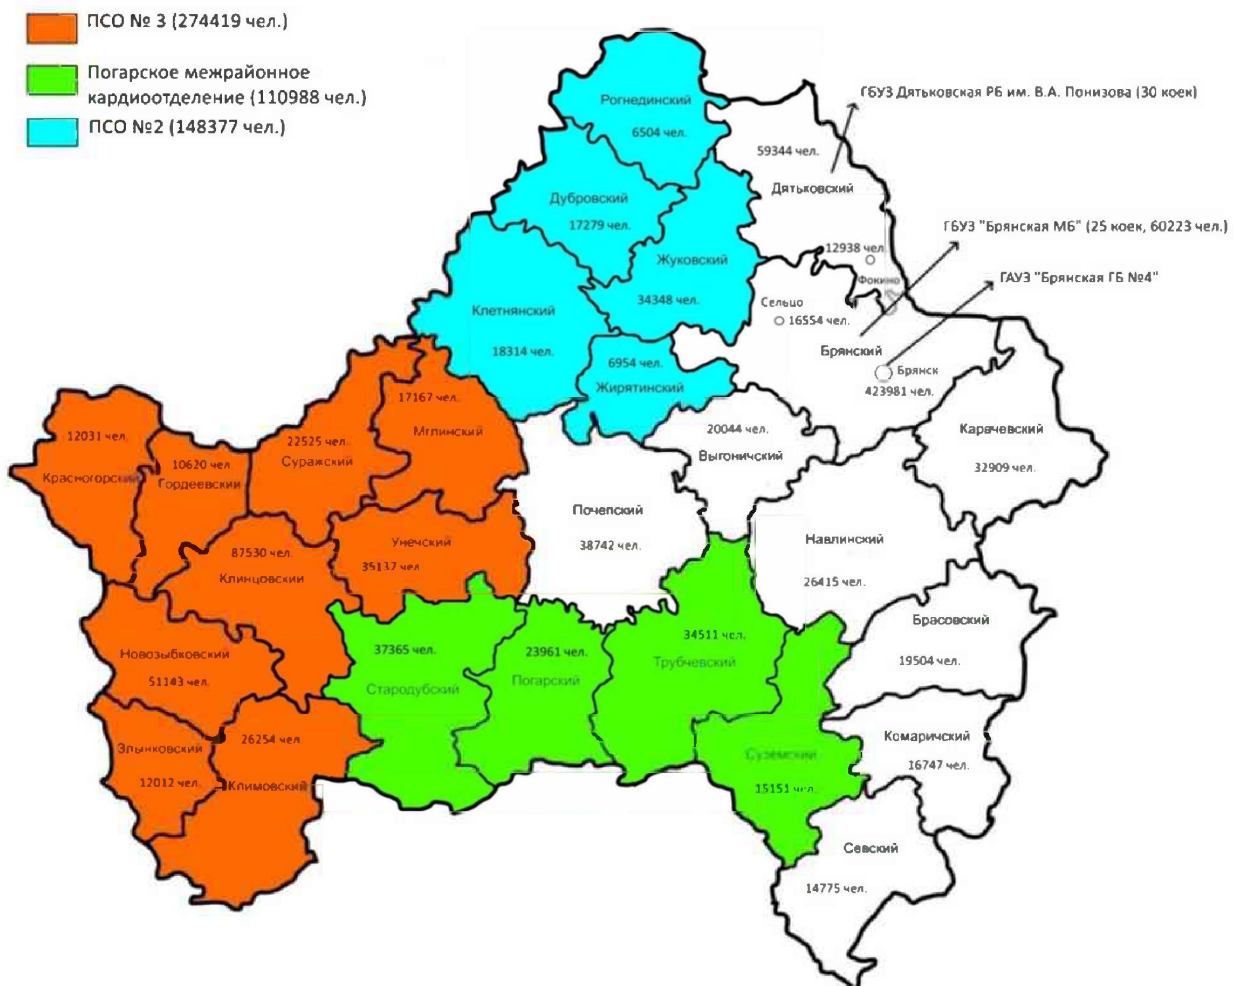 ПСО № 3 (274419 чел.)
Погарское межрайонное
кардиоотделение (110988 чел.)
ПСО №2 (148377 чел.)
ГБУЗ Дятьковская РБ им. В.А. Понизова (30 коек)
ГБУЗ "Брянская МБ" (25 коек, 60223 чел.)
ГАУЗ "Брянская ГБ №4"
Рогнединский
6504 чел.
59344 чел.
Дятьковский
Дубровский
17279 чел.
12938 чел
Фокино
Жуковский
34348 чел.
Сельцо
16554 чел.
Клетнянский
18314 чел.
Брянский
Брянск
423981 чел.
6954 чел.
Жирятинский
17167 чел.
Мглинский
12031 чел.
Красногорский
10620 чел
Гордеевский
22525 чел.
Суражский
20044 чел.
Выгоничский
Карачевский
32909 чел.
Почепский
38742 чел.
Унечский
35137 чел
Навлинский
26415 чел.
87530 чел.
Клинцовский
Брасовский
19504 чел.
Новозыбковский
51143 чел.
37365 чел.
Стародубский
23961 чел.
Погарский
34511 чел.
Трубчевский
Злынковский
12012 чел.
26254 чел
Климовский
Суземский
15151 чел.
Комаричский
16747 чел.
Севский
14775 чел.